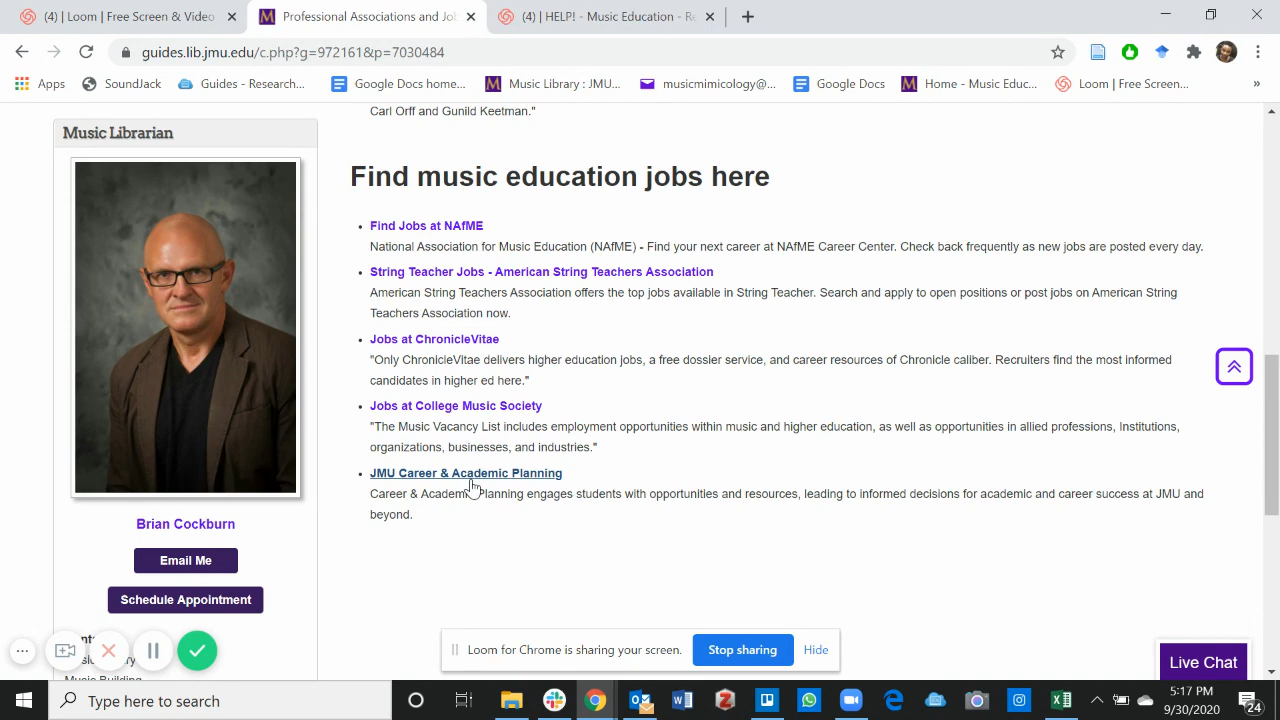 (4) | Loom | Free Screen & Video
Professional Associations and Jo
(4) | HELP! - Music Education - Re
guides.lib.jmu.edu/c.php?g=972161&p=7030484
Apps
SoundJack
Guides - Research...
Google Docs home...
Music Library : JMU...
musicmimicology@...
Google Docs
Home - Music Educ...
Loom | Free Screen...
»
Carl Orff and Gunild Keetman."
Music Librarian
Find music education jobs here
• Find Jobs at NAfME
National Association for Music Education (NAfME) - Find your next career at NAfME Career Center. Check back frequently as new jobs are posted every day.
• String Teacher Jobs - American String Teachers Association
American String Teachers Association offers the top jobs available in String Teacher. Search and apply to open positions or post jobs on American String
Teachers Association now.
• Jobs at ChronicleVitae
"Only ChronicleVitae delivers higher education jobs, a free dossier service, and career resources of Chronicle caliber. Recruiters find the most informed
candidates in higher ed here."
• Jobs at College Music Society
"The Music Vacancy List includes employment opportunities within music and higher education, as well as opportunities in allied professions, Institutions,
organizations, businesses, and industries."
• JMU Career & Academic Planning
Career & Academic Planning engages students with opportunities and resources, leading to informed decisions for academic and career success at JMU and
beyond.
Brian Cockburn
Email Me
Schedule Appointment
Music Building
Loom for Chrome is sharing your screen.
Stop sharing
Hide
Live Chat
Type here to search
5:17 PM
9/30/2020
24